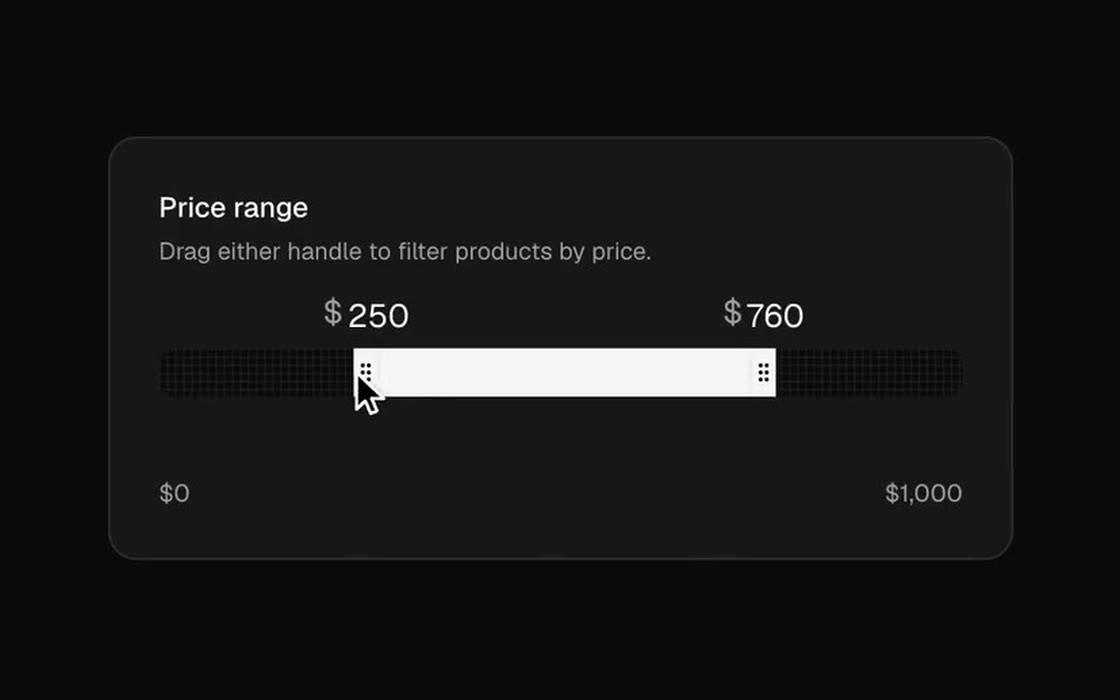 Price range
Drag either handle to filter products by price.
$ 250 $ 760
$0 $1,000